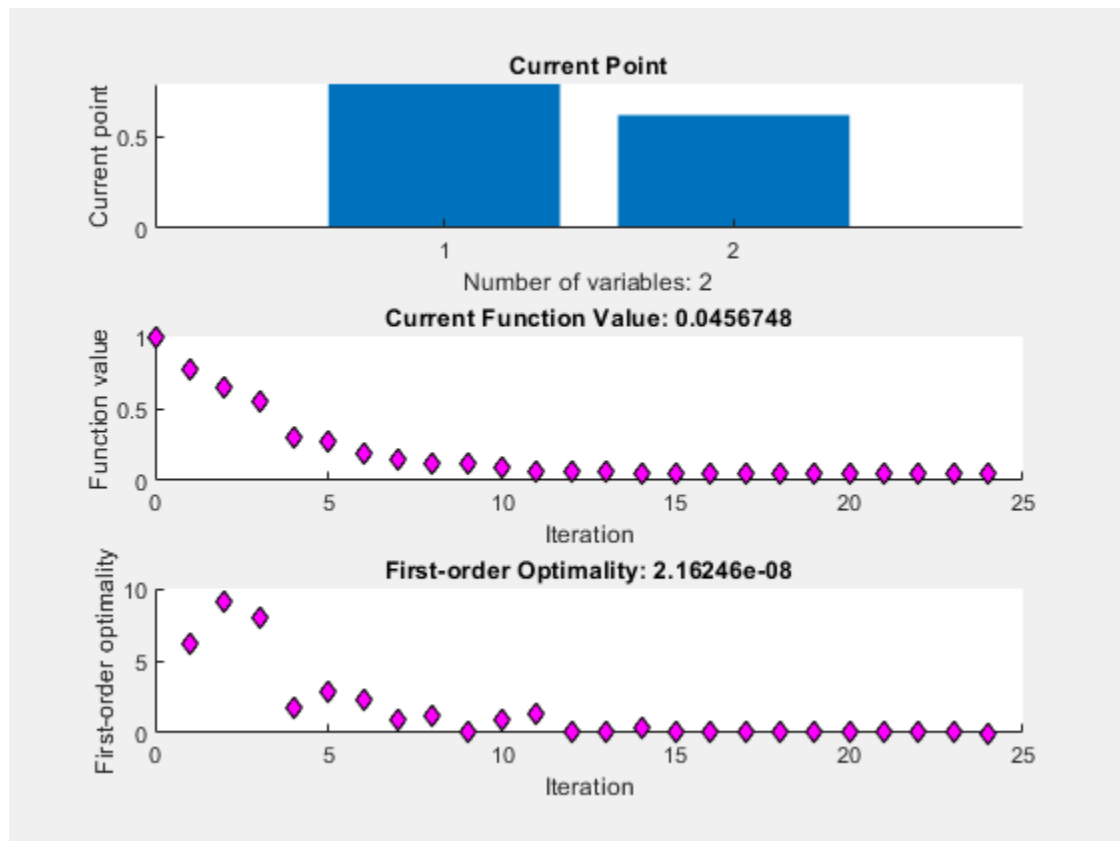 Current Point
Current point
0.5
0
1 2
Number of variables: 2
Current Function Value: 0.0456748
Function value
1
0.5
0
0 5 10 15 20 25
Iteration
First-order Optimality: 2.16246e-08
First-order optimality
10
5
0
0 5 10 15 20 25
Iteration